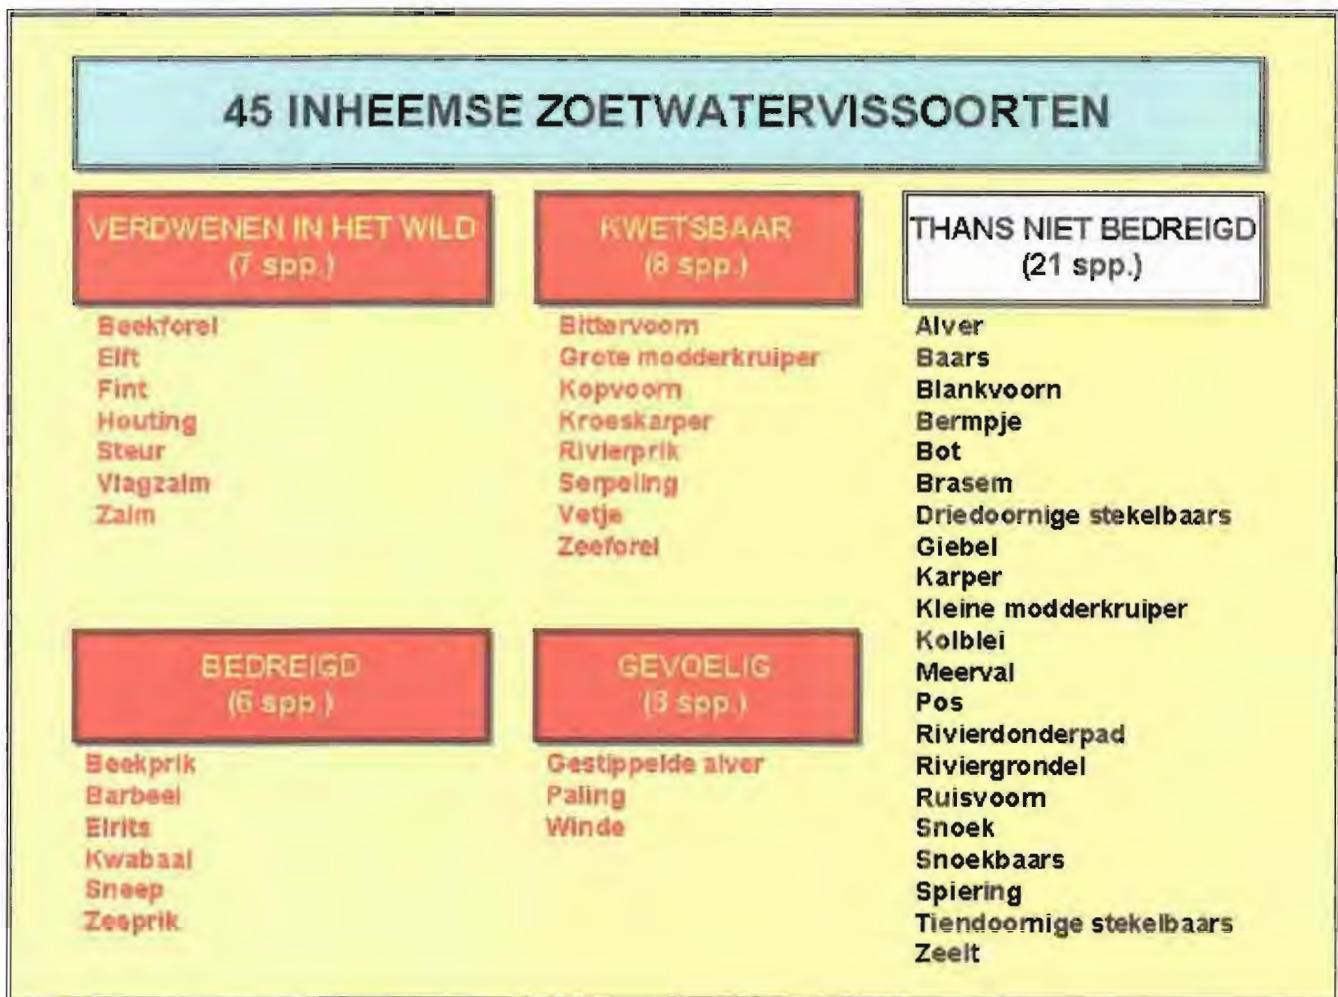 45 INHEEMSE ZOETWATERVISSOORTEN
VERDWENEN IN HET WILD
(7 spp.)
Beekforel
Elft
Fint
Houting
Steur
Vlagzalm
Zalm
KWETSBAAR
(8 spp.)
Bittervoorn
Grote modderkruiper
Kopvoorn
Kroeskarper
Rivierprik
Serpeling
Vetje
Zeeforel
BEDREIGD
(6 spp.)
Beekprik
Barbeel
Elrits
Kwabaal
Sneep
Zeeprik
GEVOELIG
(3 spp.)
Gestippelde alver
Paling
Winde
THANS NIET BEDREIGD
(21 spp.)
Alver
Baars
Blankvoorn
Bermpje
Bot
Brasem
Driedoornige stekelbaars
Giebel
Karper
Kleine modderkruiper
Kolblei
Meerval
Pos
Rivierdonderpad
Riviergrondel
Ruisvoorn
Snoek
Snoekbaars
Spiering
Tiendoornige stekelbaars
Zeelt